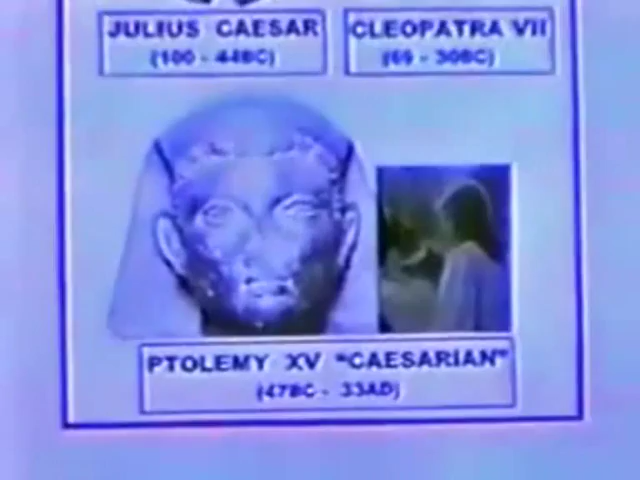 JULIUS CAESAR
(100 - 44BC)
CLEOPATRA VII
(69 - 30BC)
PTOLEMY XV "CAESARIAN"
(47BC - 33AD)